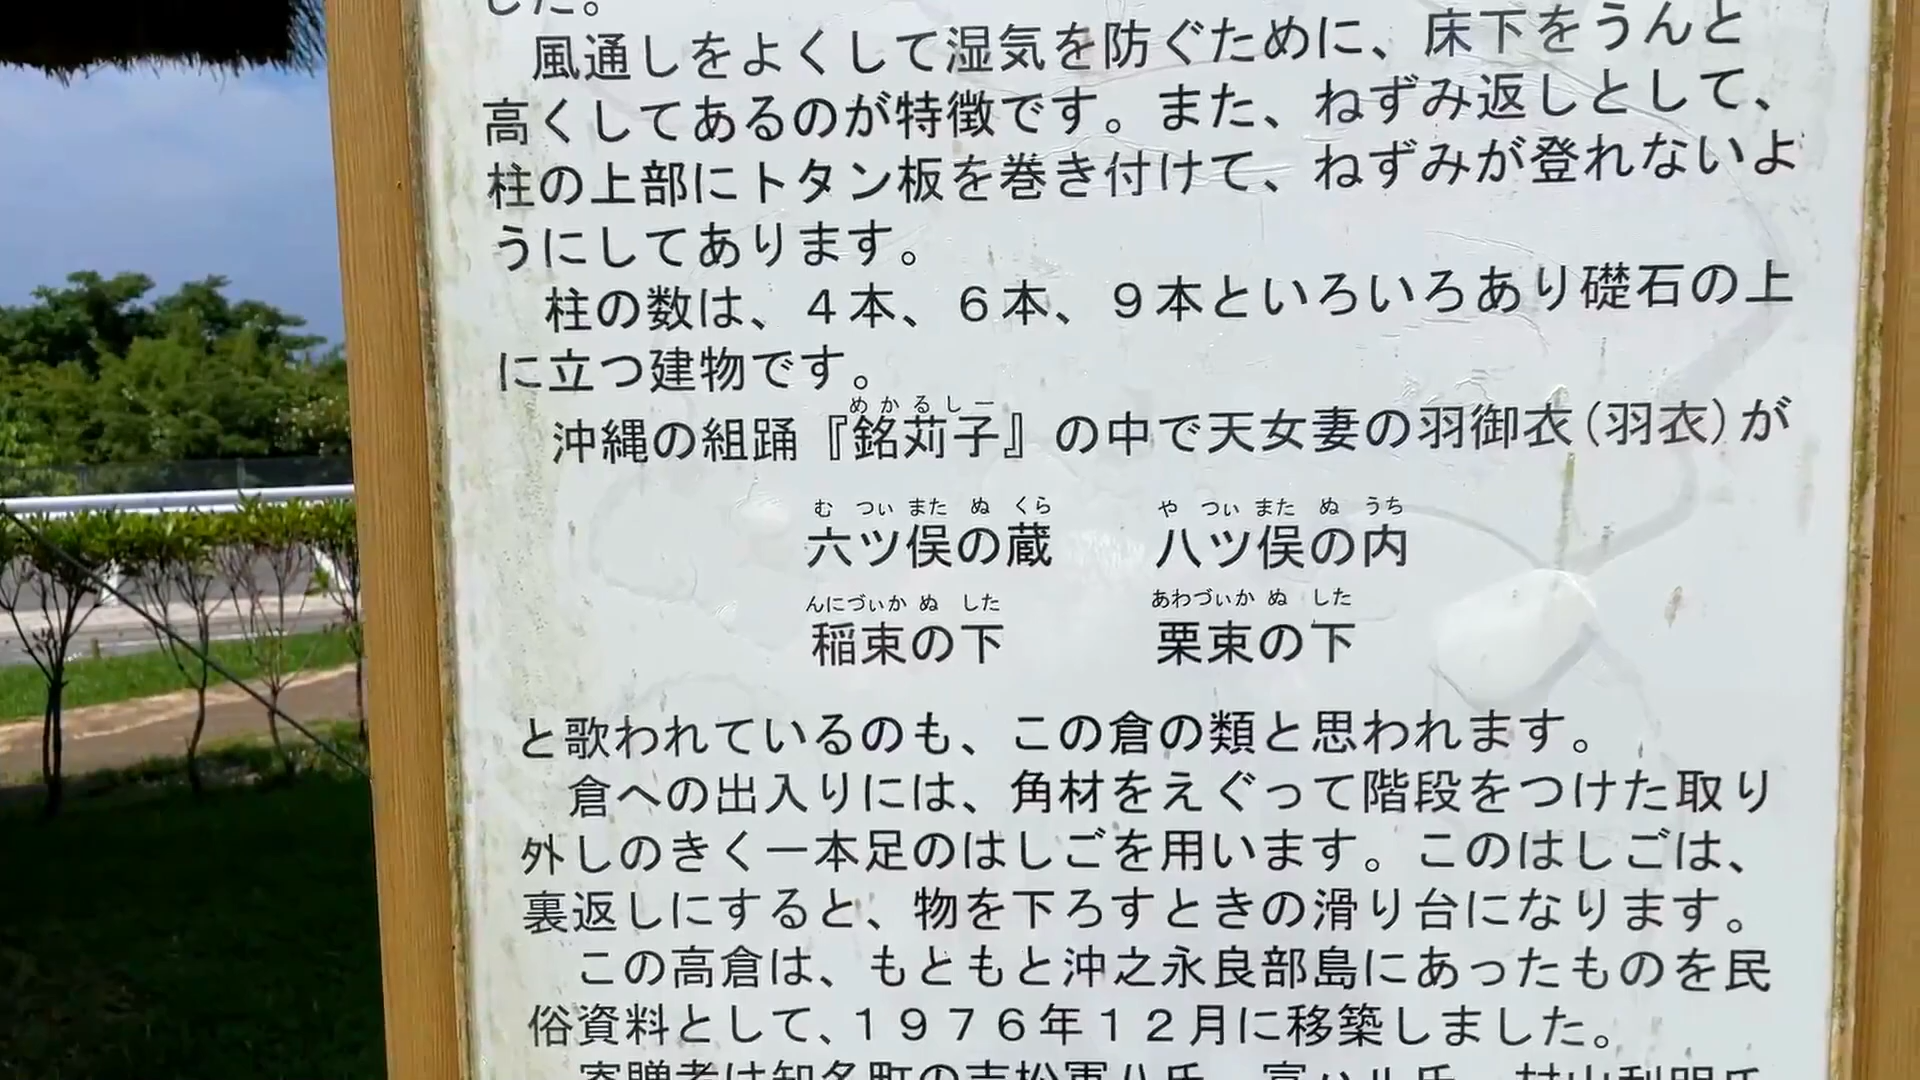 した。
風通しをよくして湿気を防ぐために、床下をうんと
高くしてあるのが特徴です。また、ねずみ返しとして、
柱の上部にトタン板を巻き付けて、ねずみが登れないよ
うにしてあります。
柱の数は、４本、６本、９本といろいろあり礎石の上
に立つ建物です。
めかるしー
沖縄の組踊『銘苅子』の中で天女妻の羽御衣(羽衣)が
む つぃ また ぬ くら や つぃ また ぬ うち
六ツ俣の蔵 八ツ俣の内
んにづぃか ぬ した あわづぃか ぬ した
稲束の下 栗束の下
と歌われているのも、この倉の類と思われます。
倉への出入りには、角材をえぐって階段をつけた取り
外しのきく一本足のはしごを用います。このはしごは、
裏返しにすると、物を下ろすときの滑り台になります。
この高倉は、もともと沖之永良部島にあったものを民
俗資料として、１９７６年１２月に移築しました。
寄贈者は知名町の